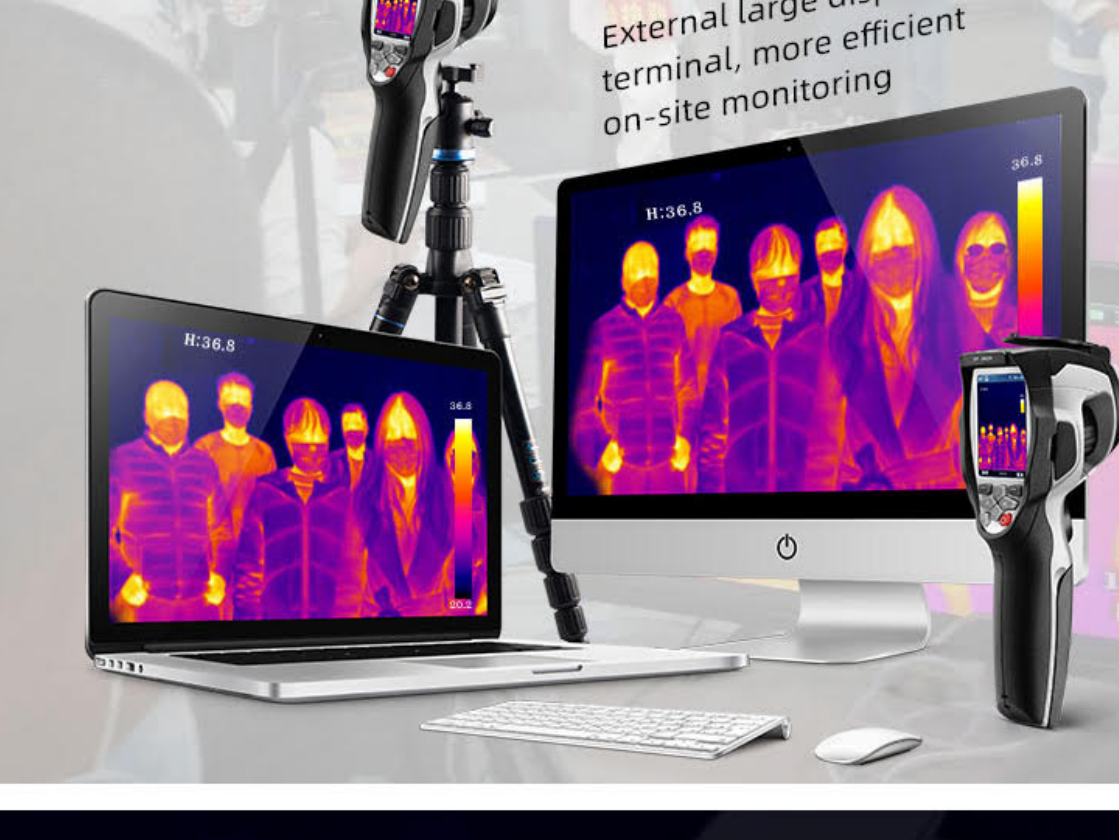 External large
terminal, more efficient
on-site monitoring
H:36.8
36.8
H:36.8
36.8
20.2